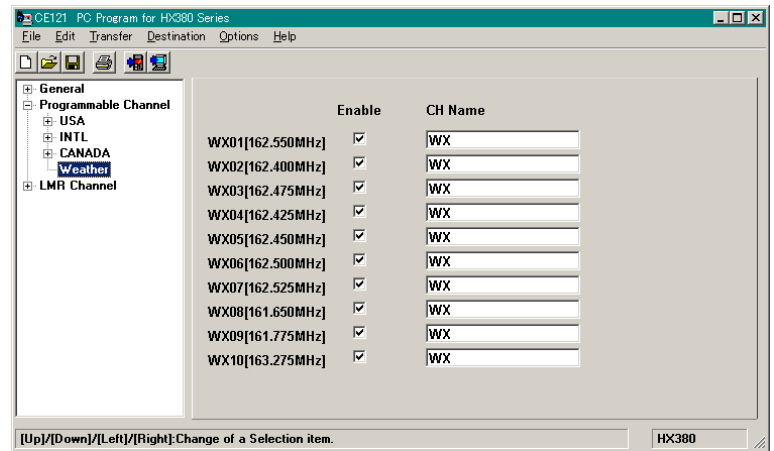 CE121 PC Program for HX380 Series
File Edit Transfer Destination Options Help
General
Programmable Channel
USA
INTL
CANADA
Weather
LMR Channel
Enable CH Name
WX01[162.550MHz] WX
WX02[162.400MHz] WX
WX03[162.475MHz] WX
WX04[162.425MHz] WX
WX05[162.450MHz] WX
WX06[162.500MHz] WX
WX07[162.525MHz] WX
WX08[161.650MHz] WX
WX09[161.775MHz] WX
WX10[163.275MHz] WX
[Up]/[Down]/[Left]/[Right]:Change of a Selection item. HX380